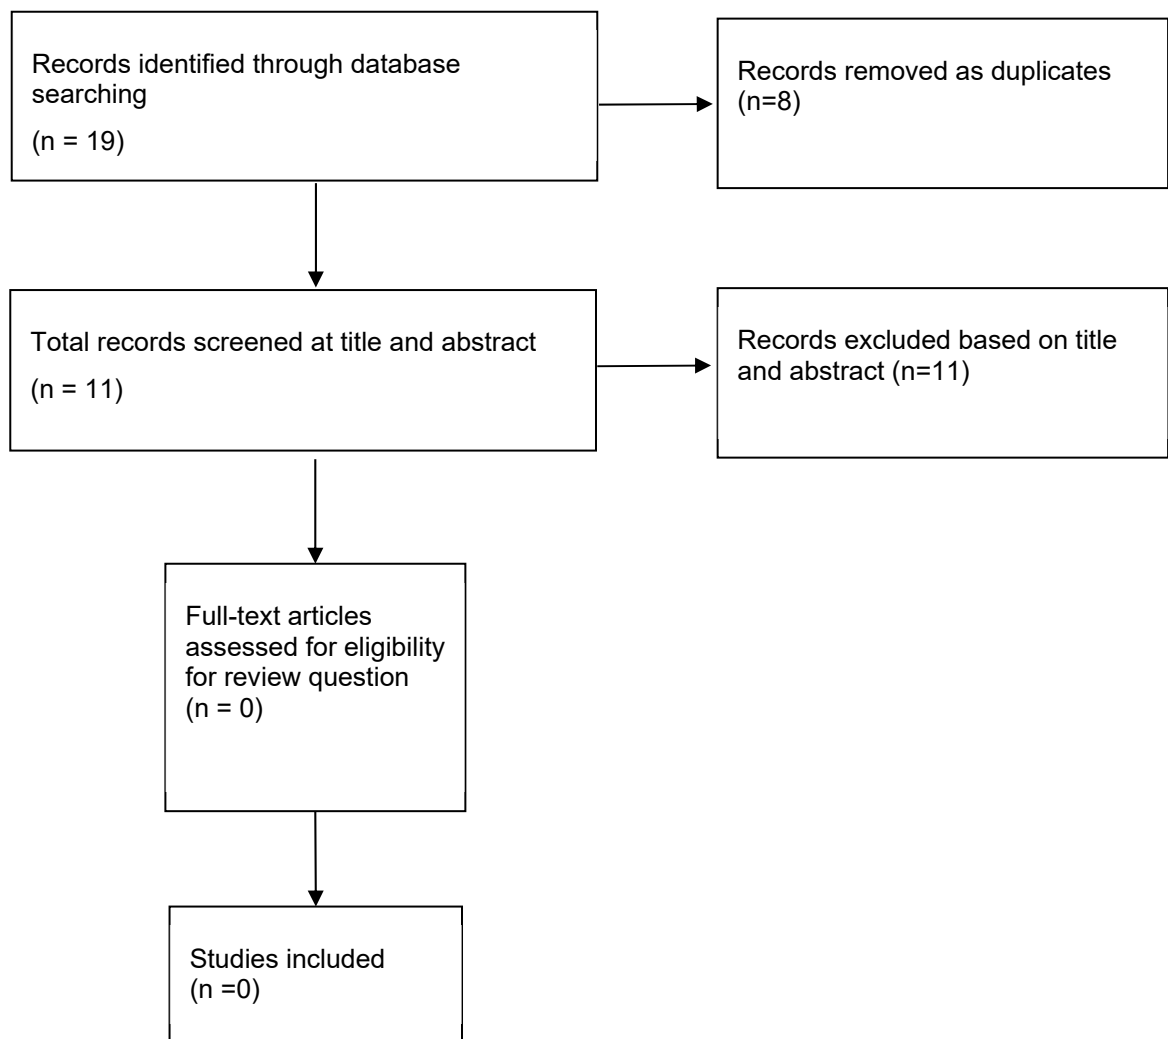 Records identified through database
searching
(n = 19)
Records removed as duplicates
(n=8)
Total records screened at title and abstract
(n = 11)
Records excluded based on title
and abstract (n=11)
Full-text articles
assessed for eligibility
for review question
(n = 0)
Studies included
(n =0)